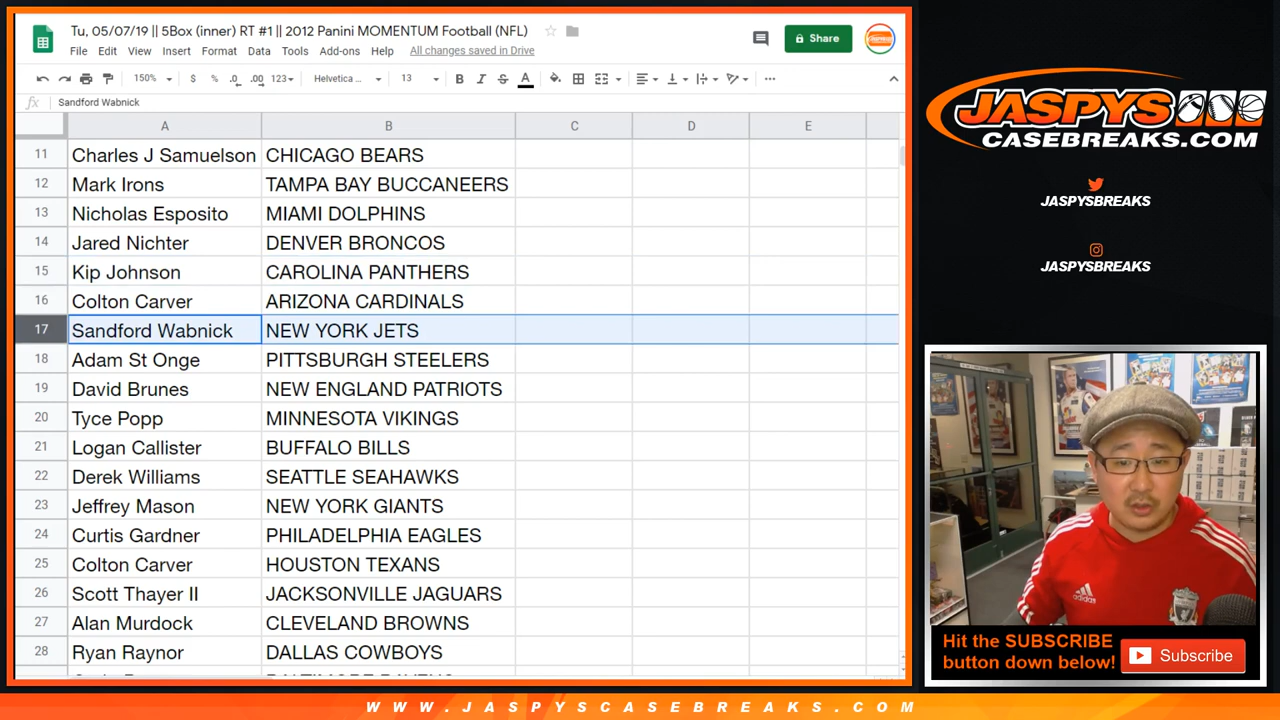 Tu, 05/07/19 || 5Box (inner) RT #1 || 2012 Panini MOMENTUM Football (NFL)
File Edit View Insert Format Data Tools Add-ons Help All changes saved in Drive
Share
150% $ % .0 .00 123 Helvetica ... 13 B I S A
fx Sandford Wabnick
A B C D E
11 Charles J Samuelson CHICAGO BEARS
12 Mark Irons TAMPA BAY BUCCANEERS
13 Nicholas Esposito MIAMI DOLPHINS
14 Jared Nichter DENVER BRONCOS
15 Kip Johnson CAROLINA PANTHERS
16 Colton Carver ARIZONA CARDINALS
17 Sandford Wabnick NEW YORK JETS
18 Adam St Onge PITTSBURGH STEELERS
19 David Brunes NEW ENGLAND PATRIOTS
20 Tyce Popp MINNESOTA VIKINGS
21 Logan Callister BUFFALO BILLS
22 Derek Williams SEATTLE SEAHAWKS
23 Jeffrey Mason NEW YORK GIANTS
24 Curtis Gardner PHILADELPHIA EAGLES
25 Colton Carver HOUSTON TEXANS
26 Scott Thayer II JACKSONVILLE JAGUARS
27 Alan Murdock CLEVELAND BROWNS
28 Ryan Raynor DALLAS COWBOYS
JASPYS
CASEBREAKS.COM
JASPYSBREAKS
JASPYSBREAKS
adidas
Hit the SUBSCRIBE
button down below!
Subscribe
WWW.JASPYSCASEBREAKS.COM